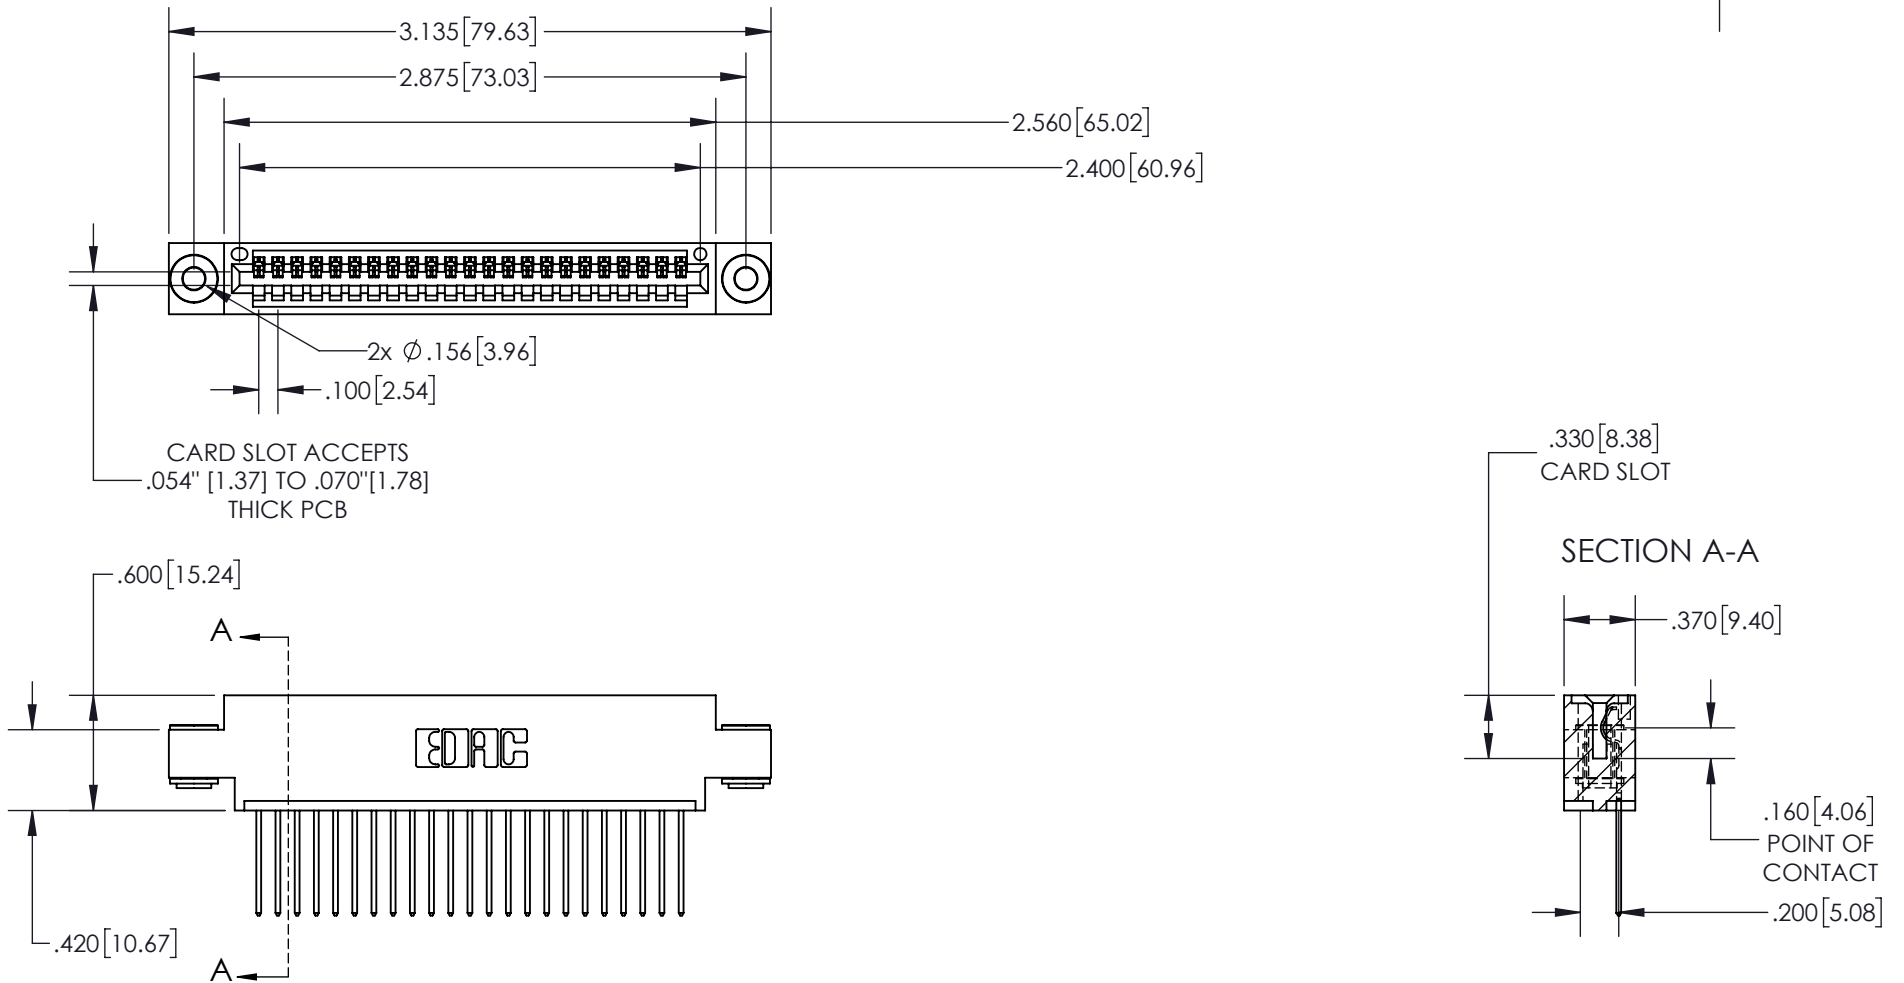 3.135[79.63]
2.875[73.03]
2.560[65.02]
2.400[60.96]
2x Ø.156[3.96]
.100[2.54]
CARD SLOT ACCEPTS
.054" [1.37] TO .070"[1.78]
THICK PCB
.330[8.38]
CARD SLOT
SECTION A-A
.600[15.24]
A
.370[9.40]
EDAC
.160[4.06]
POINT OF
CONTACT
.200[5.08]
.420[10.67]
A